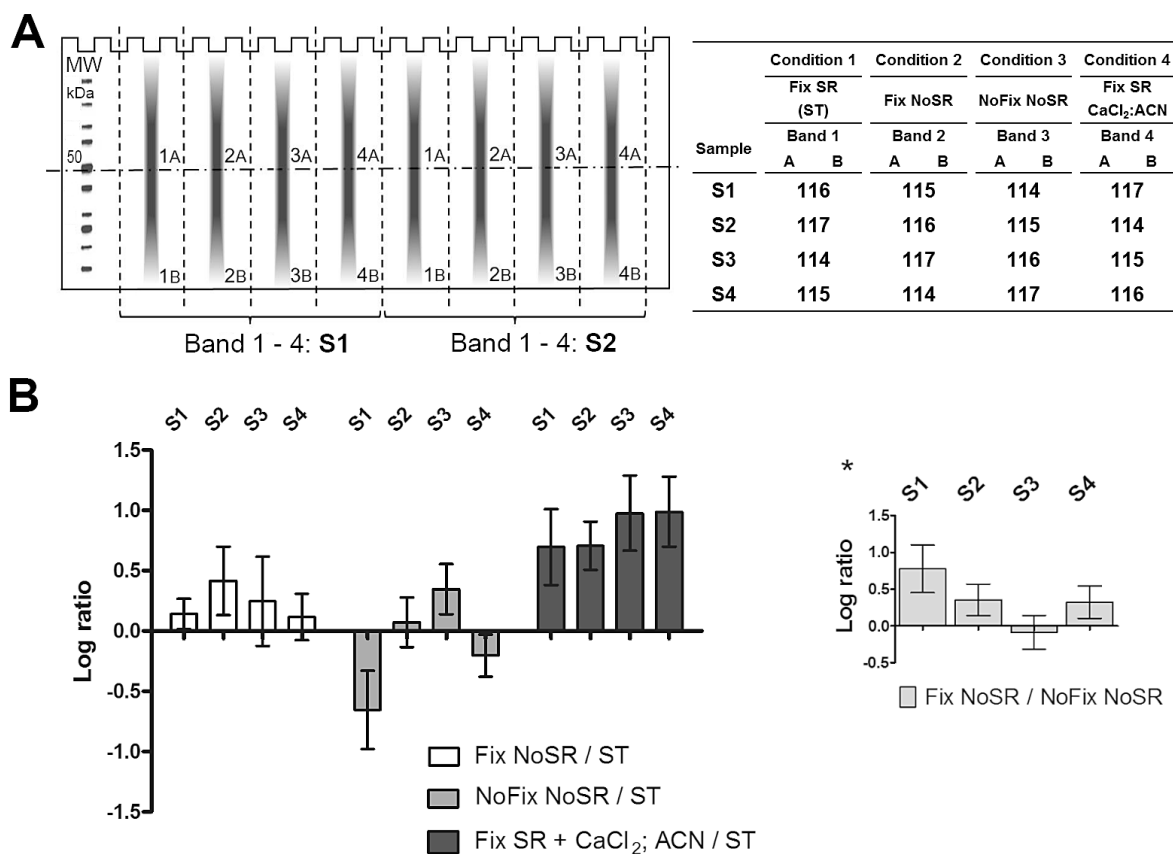 A
MW
kDa
50
1A 2A 3A 4A 1A 2A 3A 4A
1B 2B 3B 4B 1B 2B 3B 4B
Band 1 - 4: S1 Band 1 - 4: S2
Condition 1 Condition 2 Condition 3 Condition 4
Fix SR (ST) Fix NoSR NoFix NoSR Fix SR CaCl₂:ACN
Sample Band 1 Band 2 Band 3 Band 4
A B A B A B A B
S1 116 115 114 117
S2 117 116 115 114
S3 114 117 116 115
S4 115 114 117 116
B
S1 S2 S3 S4 S1 S2 S3 S4 S1 S2 S3 S4
Log ratio
1.5
1.0
0.5
0.0
-0.5
-1.0
-1.5
Fix NoSR / ST
NoFix NoSR / ST
Fix SR + CaCl₂; ACN / ST
*
S1 S2 S3 S4
Log ratio
1.5
1.0
0.5
0.0
-0.5
Fix NoSR / NoFix NoSR